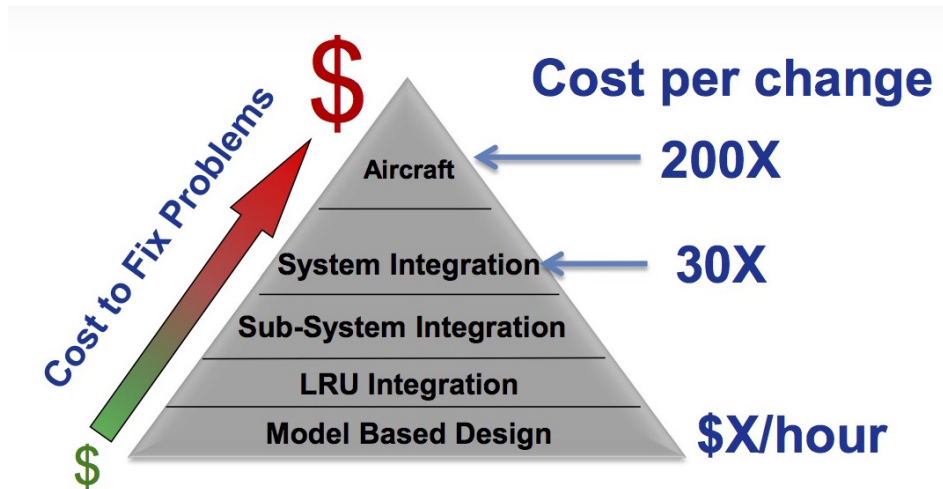 $
Cost per change
Cost to Fix Problems
Aircraft
200X
System Integration
30X
Sub-System Integration
LRU Integration
Model Based Design
$X/hour
$